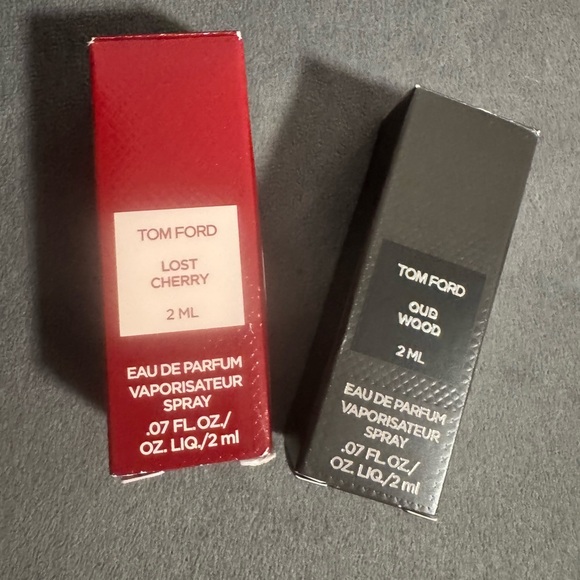 TOM FORD
LOST
CHERRY
2 ML
EAU DE PARFUM
VAPORISATEUR
SPRAY
.07 FL.OZ./
OZ. LIQ./2 ml
TOM FORD
OUD
WOOD
2 ML
EAU DE PARFUM
VAPORISATEUR
SPRAY
.07 FL.OZ./
OZ. LIQ./2 ml